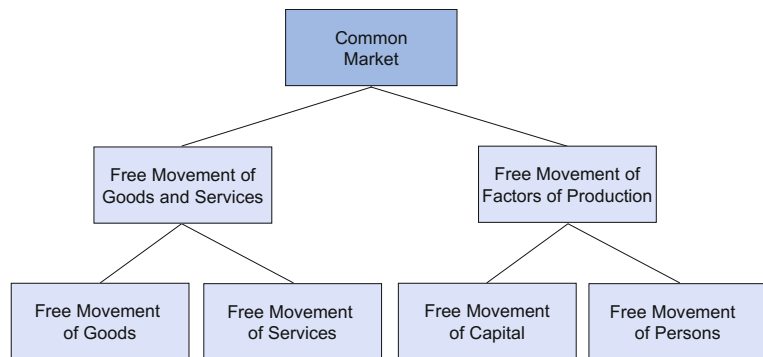 Common
Market
Free Movement of
Goods and Services
Free Movement of
Factors of Production
Free Movement
of Goods
Free Movement
of Services
Free Movement
of Capital
Free Movement
of Persons